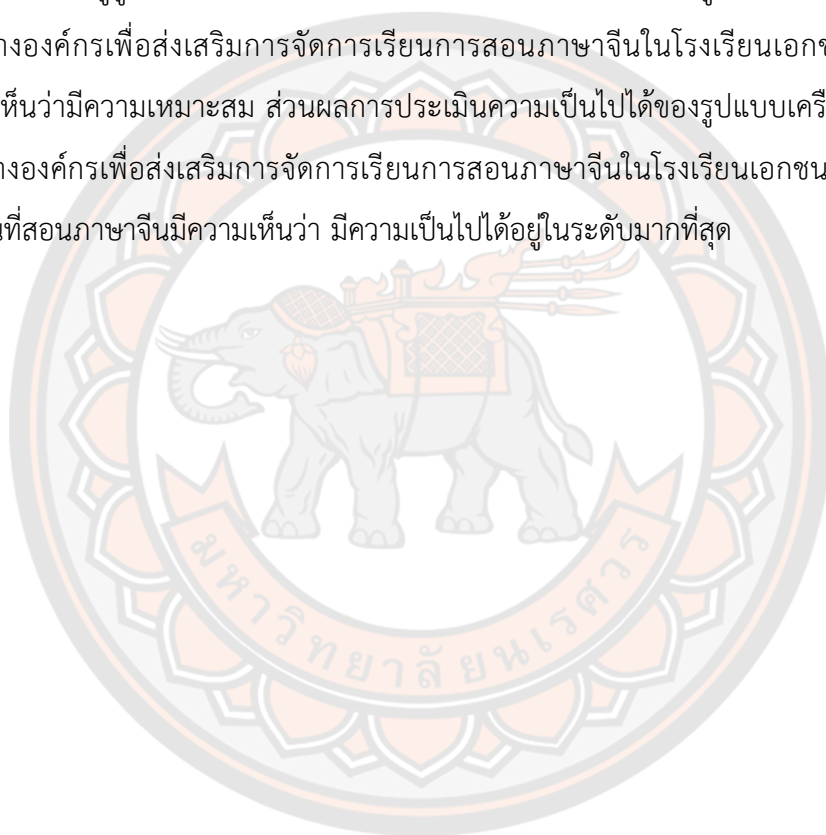 างองค์กรเพื่อส่งเสริมการจัดการเรียนการสอนภาษาจีนในโรงเรียนเอกช
ห็นว่ามีความเหมาะสม ส่วนผลการประเมินความเป็นไปได้ของรูปแบบเครื
างองค์กรเพื่อส่งเสริมการจัดการเรียนการสอนภาษาจีนในโรงเรียนเอกชน
นที่สอนภาษาจีนมีความเห็นว่า มีความเป็นไปได้อยู่ในระดับมากที่สุด
มหาวิทยาลัยนเรศวร